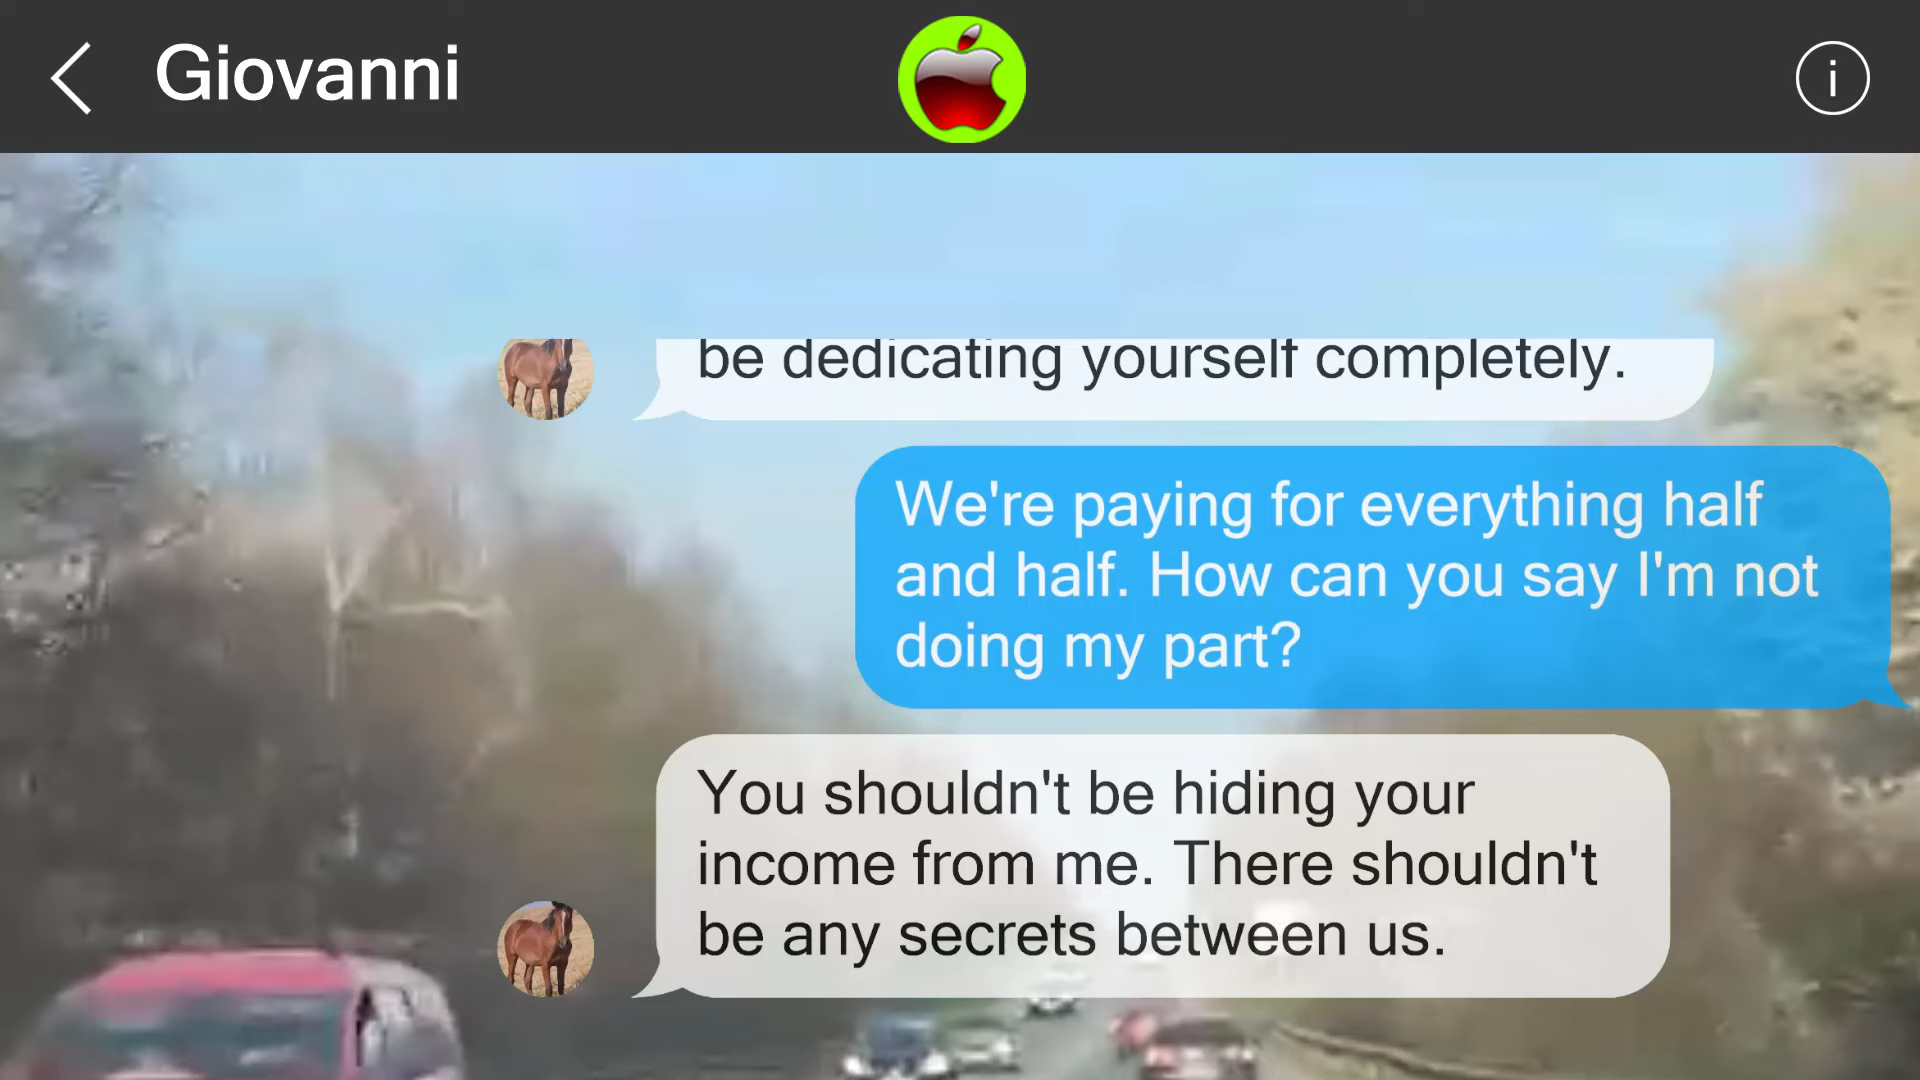 Giovanni
be dedicating yourself completely.
We're paying for everything half
and half. How can you say I'm not
doing my part?
You shouldn't be hiding your
income from me. There shouldn't
be any secrets between us.